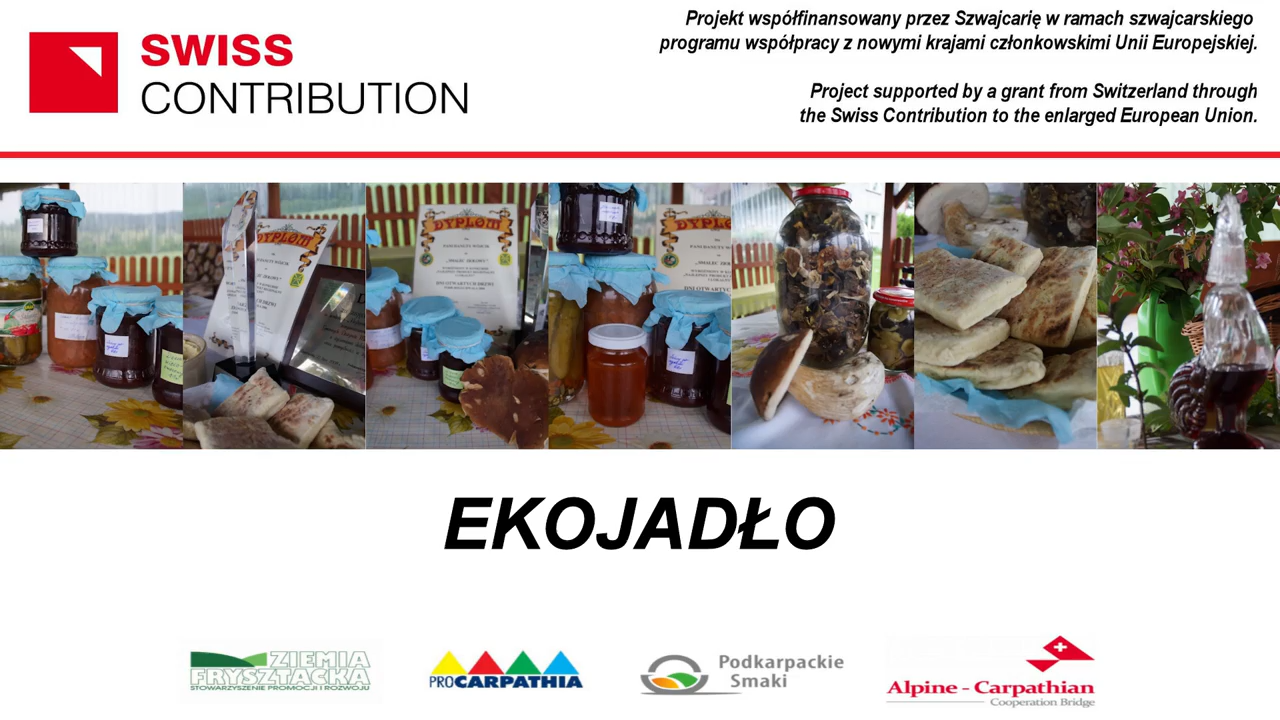 SWISS
CONTRIBUTION
Projekt współfinansowany przez Szwajcarię w ramach szwajcarskiego
programu współpracy z nowymi krajami członkowskimi Unii Europejskiej.
Project supported by a grant from Switzerland through
the Swiss Contribution to the enlarged European Union.
DYPLOM
DYPLOM
DYPLOM
EKOJADŁO
ZIEMIA
FRYSZTACKA
STOWARZYSZENIE PROMOCJI I ROZWOJU
PROCARPATHIA
Podkarpackie
Smaki
Alpine - Carpathian
Cooperation Bridge